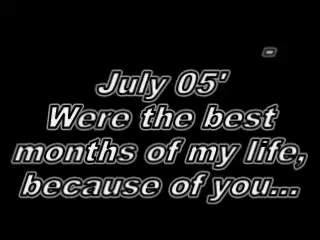 July 05'
Were the best
months of my life,
because of you...